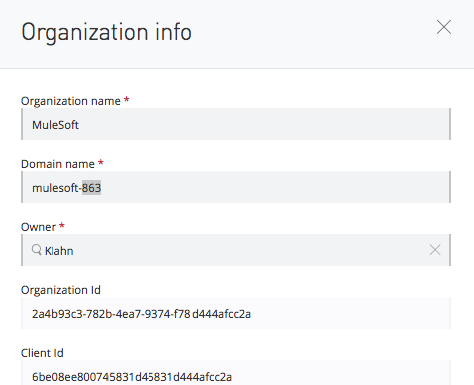 Organization info
Organization name *
MuleSoft
Domain name *
mulesoft-863
Owner *
Klahn
Organization Id
2a4b93c3-782b-4ea7-9374-f78d444afcc2a
Client Id
6be08ee800745831d45831d444afcc2a